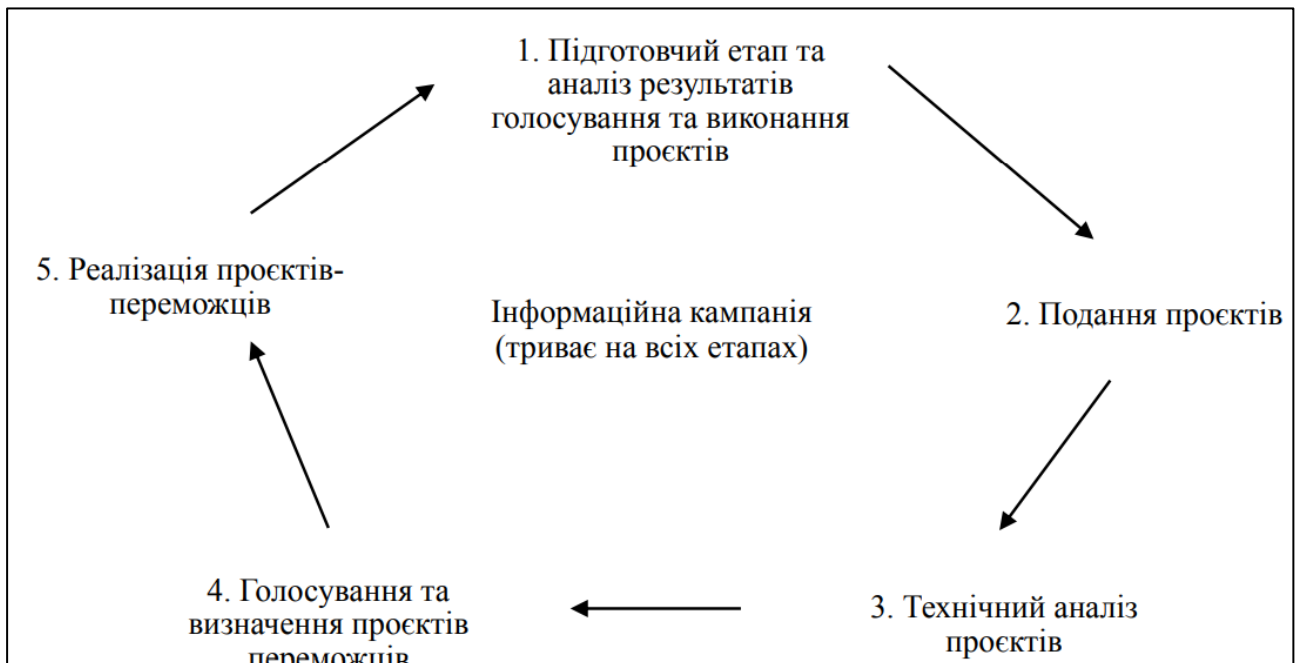 1. Підготовчий етап та
аналіз результатів
голосування та виконання
проєктів
5. Реалізація проєктів-
переможців
Інформаційна кампанія
(триває на всіх етапах)
2. Подання проєктів
4. Голосування та
визначення проєктів
переможців
3. Технічний аналіз
проєктів